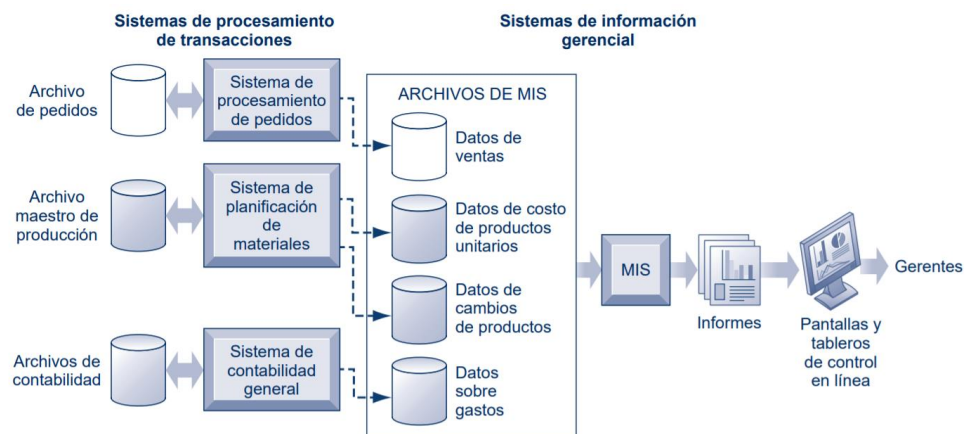 Sistemas de procesamiento
de transacciones
Sistemas de información
gerencial
Archivo
de pedidos
Sistema de
procesamiento
de pedidos
ARCHIVOS DE MIS
Datos de
ventas
Archivo
maestro de
producción
Sistema de
planificación
de
materiales
Datos de costo
de productos
unitarios
Datos de
cambios
de productos
Archivos de
contabilidad
Sistema de
contabilidad
general
Datos
sobre
gastos
MIS
Informes
Pantallas y
tableros
de control
en línea
Gerentes